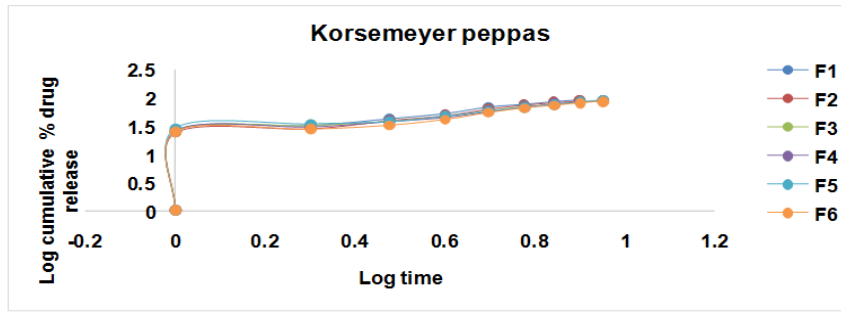 Korsemeyer peppas
Log cumulative % drug
release
2.5
2
1.5
1
0.5
0
-0.2 0 0.2 0.4 0.6 0.8 1 1.2
Log time
F1
F2
F3
F4
F5
F6